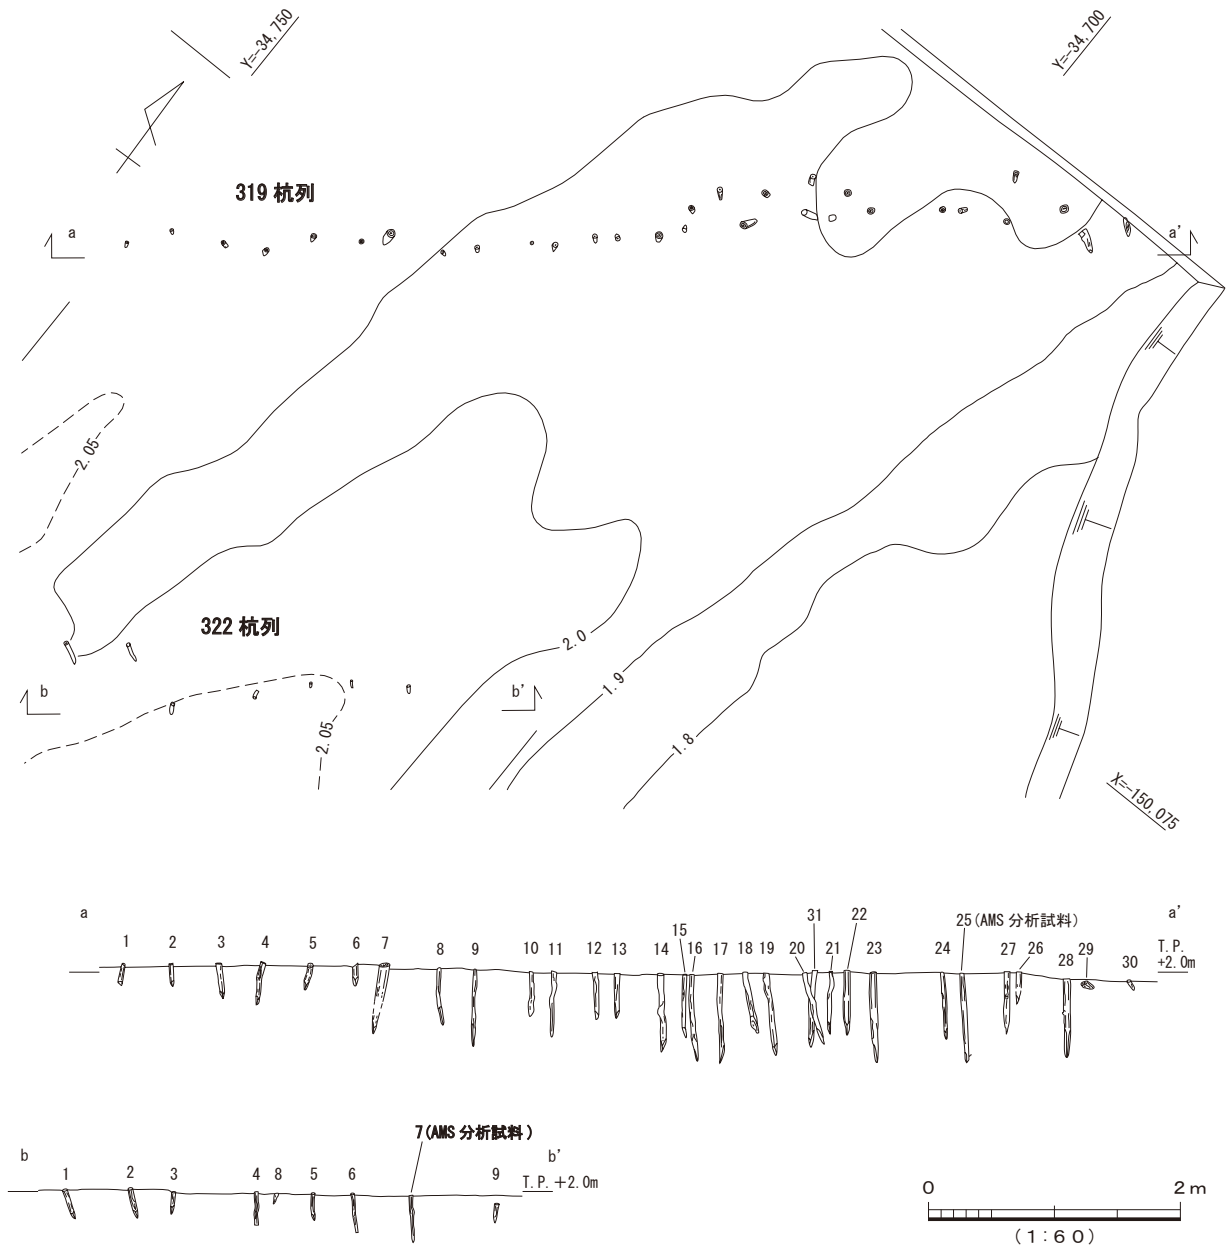 Y=-34,750
Y=-34,700
319 杭列
a
a'
2.05
322 杭列
2.0
b
b'
1.9
2.05
1.8
X=-150,075
a
a'
31
22
25(AMS 分析試料)
15
1 2 3 4 5 6 7 8 9 10 11 12 13 14 16 17 18 19 20 21 23 24 27 26 28 29 30
T.P.
+2.0m
7(AMS 分析試料)
b
b'
1 2 3 4 8 5 6 9
T.P.+2.0m
0 2m
(1:60)